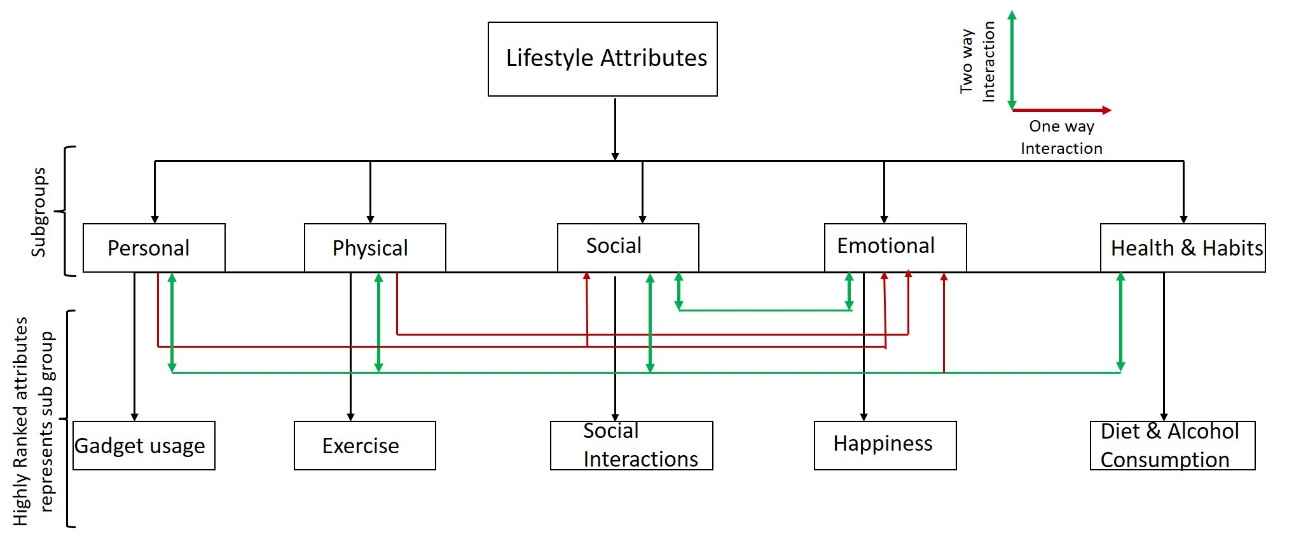 Lifestyle Attributes
Two way
Interaction
One way
Interaction
Subgroups
Personal
Physical
Social
Emotional
Health & Habits
Highly Ranked attributes
represents sub group
Gadget usage
Exercise
Social
Interactions
Happiness
Diet & Alcohol
Consumption